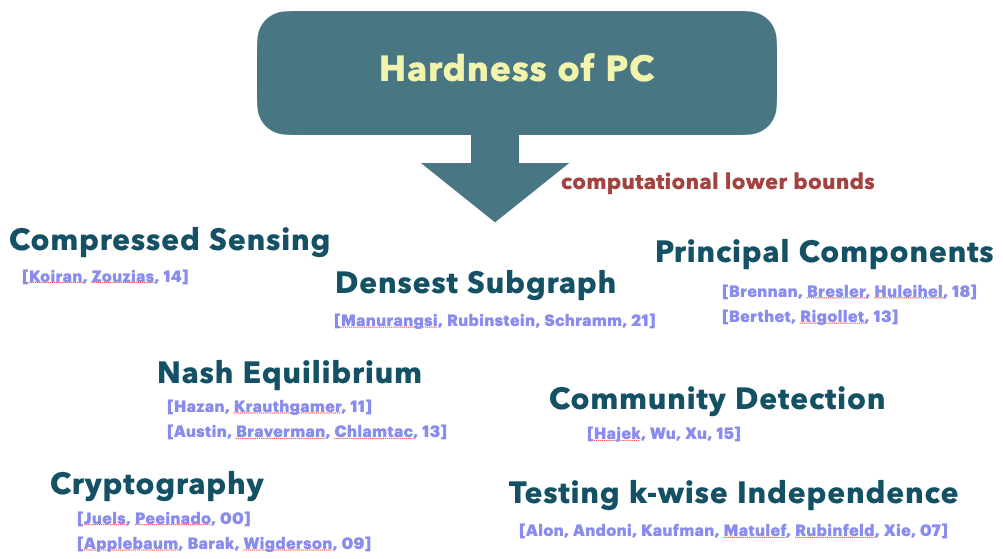 Hardness of PC
computational lower bounds
Compressed Sensing
[Koiran, Zouzias, 14]
Principal Components
[Brennan, Bresler, Huleihel, 18]
[Berthet, Rigollet, 13]
Densest Subgraph
[Manurangsi, Rubinstein, Schramm, 21]
Nash Equilibrium
[Hazan, Krauthgamer, 11]
[Austin, Braverman, Chlamtac, 13]
Community Detection
[Hajek, Wu, Xu, 15]
Cryptography
[Juels, Peeinado, 00]
[Applebaum, Barak, Wigderson, 09]
Testing k-wise Independence
[Alon, Andoni, Kaufman, Matulef, Rubinfeld, Xie, 07]